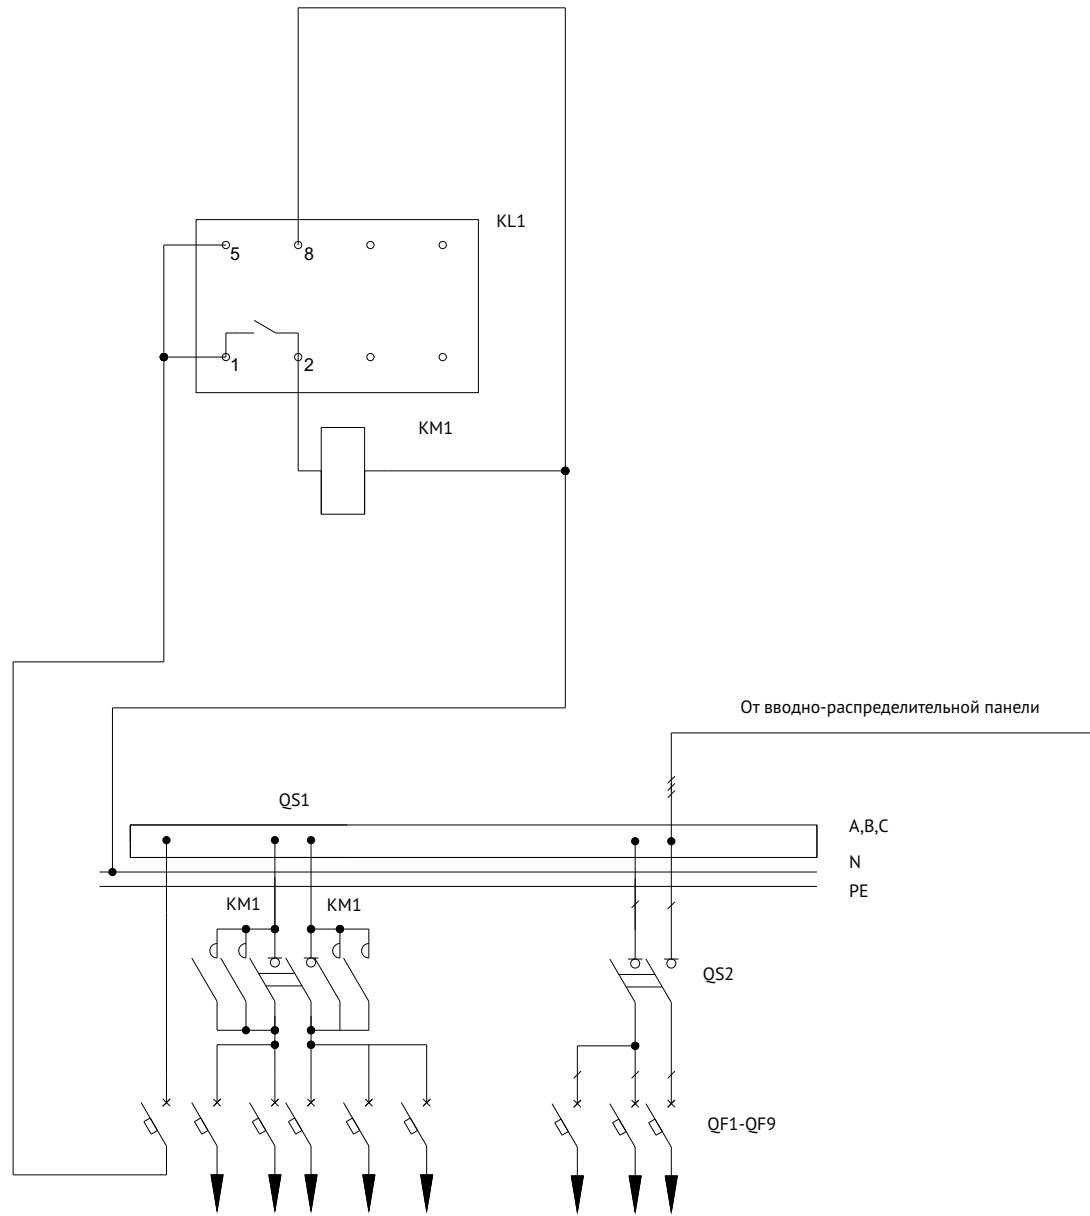 KL1
5
8
1
2
KM1
От вводно-распределительной панели
QS1
A,B,C
N
PE
KM1
KM1
QS2
QF1-QF9